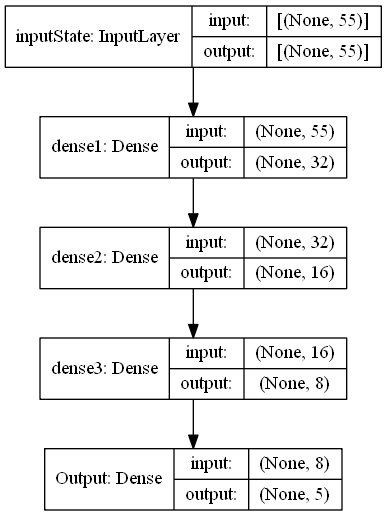 inputState: InputLayer
input: [(None, 55)]
output: [(None, 55)]
dense1: Dense
input: (None, 55)
output: (None, 32)
dense2: Dense
input: (None, 32)
output: (None, 16)
dense3: Dense
input: (None, 16)
output: (None, 8)
Output: Dense
input: (None, 8)
output: (None, 5)